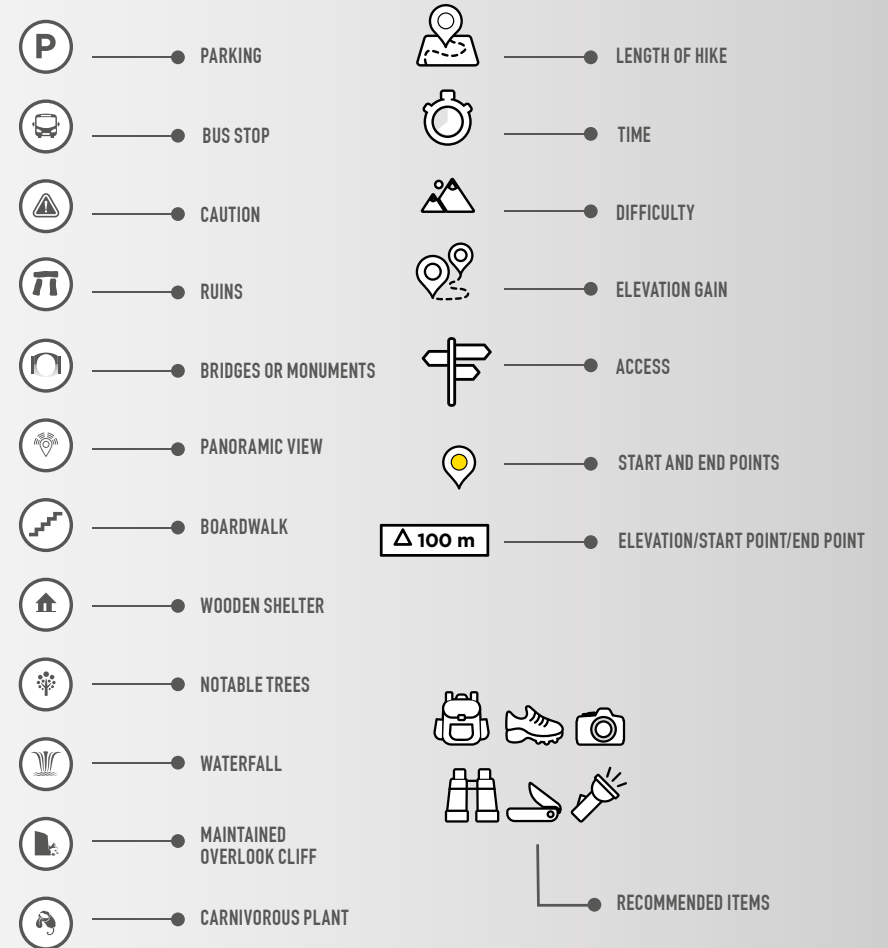 P
PARKING
BUS STOP
CAUTION
RUINS
BRIDGES OR MONUMENTS
PANORAMIC VIEW
BOARDWALK
WOODEN SHELTER
NOTABLE TREES
WATERFALL
MAINTAINED
OVERLOOK CLIFF
CARNIVOROUS PLANT
LENGTH OF HIKE
TIME
DIFFICULTY
ELEVATION GAIN
ACCESS
START AND END POINTS
100 m
ELEVATION/START POINT/END POINT
RECOMMENDED ITEMS